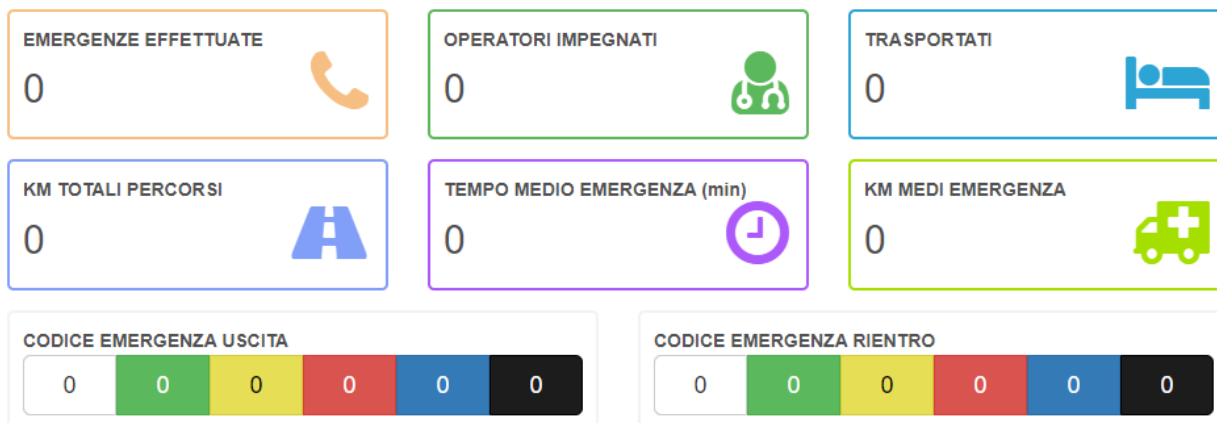 EMERGENZE EFFETTUATE
0
OPERATORI IMPEGNATI
0
TRASPORTATI
0
KM TOTALI PERCORSI
0
TEMPO MEDIO EMERGENZA (min)
0
KM MEDI EMERGENZA
0
CODICE EMERGENZA USCITA
0 0 0 0 0 0
CODICE EMERGENZA RIENTRO
0 0 0 0 0 0